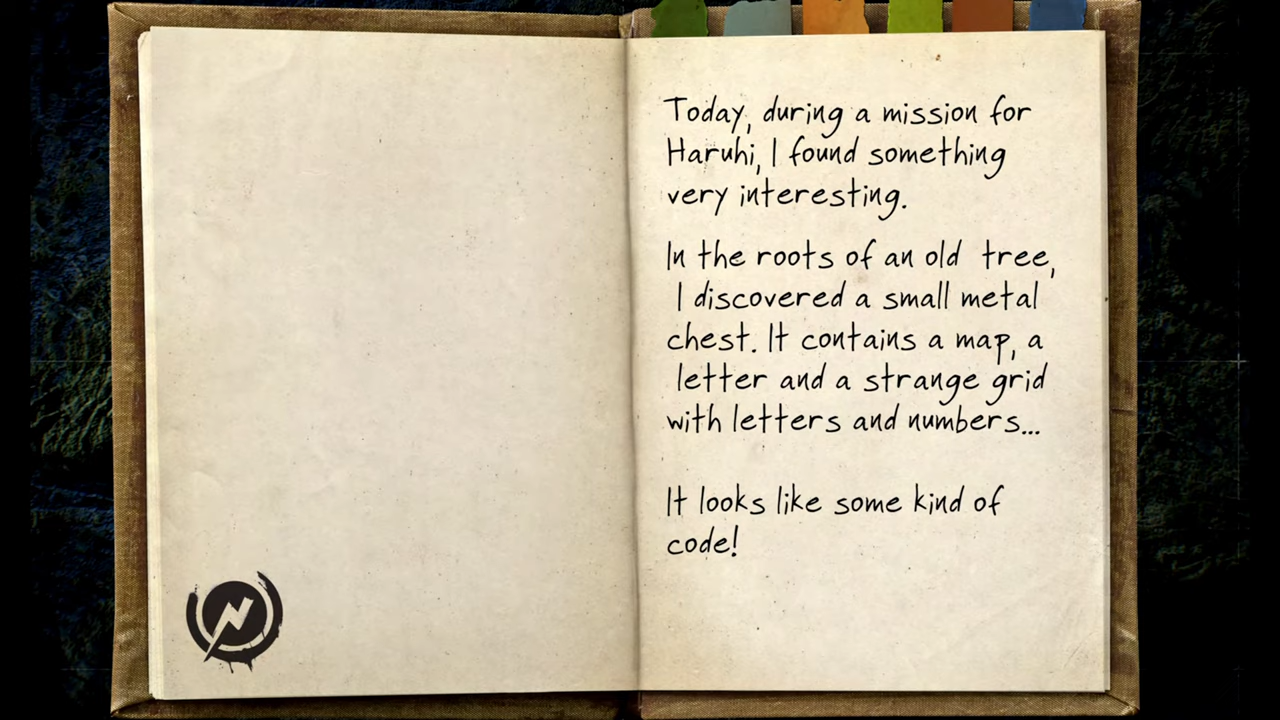 Today, during a mission for
Haruhi, I found something
very interesting.
In the roots of an old tree,
I discovered a small metal
chest. It contains a map, a
letter and a strange grid
with letters and numbers...
It looks like some kind of
code!